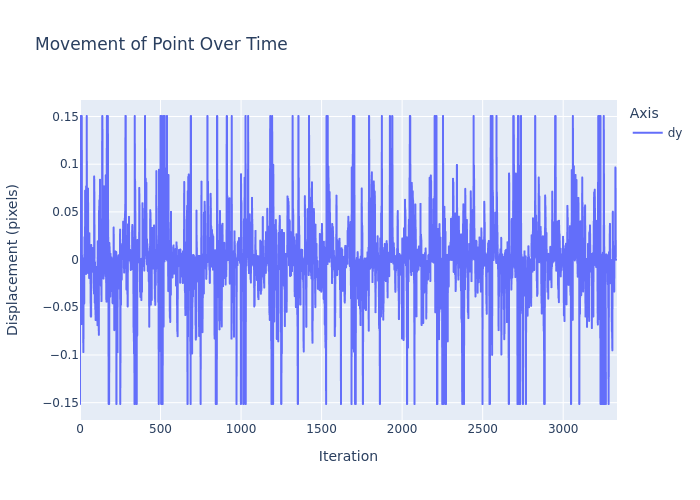 Movement of Point Over Time
Axis
dy
Displacement (pixels)
0.15
0.1
0.05
0
−0.05
−0.1
−0.15
0 500 1000 1500 2000 2500 3000
Iteration